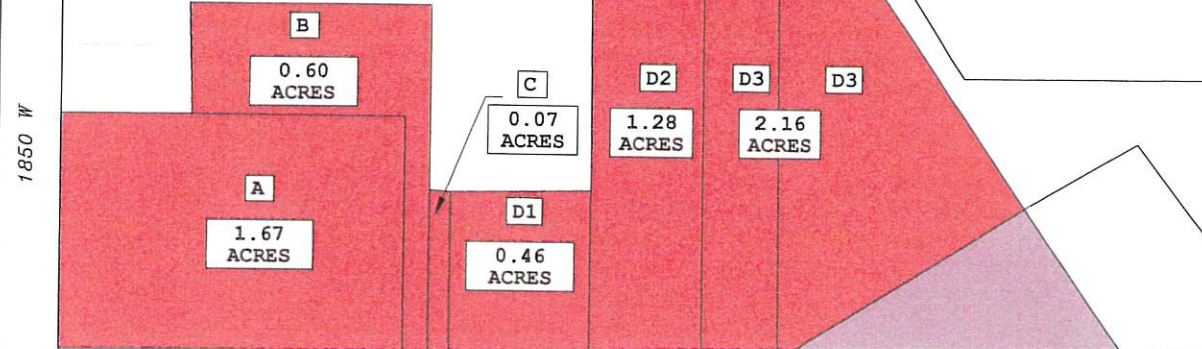 B
0.60
ACRES
C
0.07
ACRES
D2
1.28
ACRES
D3
D3
2.16
ACRES
1850 W
A
1.67
ACRES
D1
0.46
ACRES